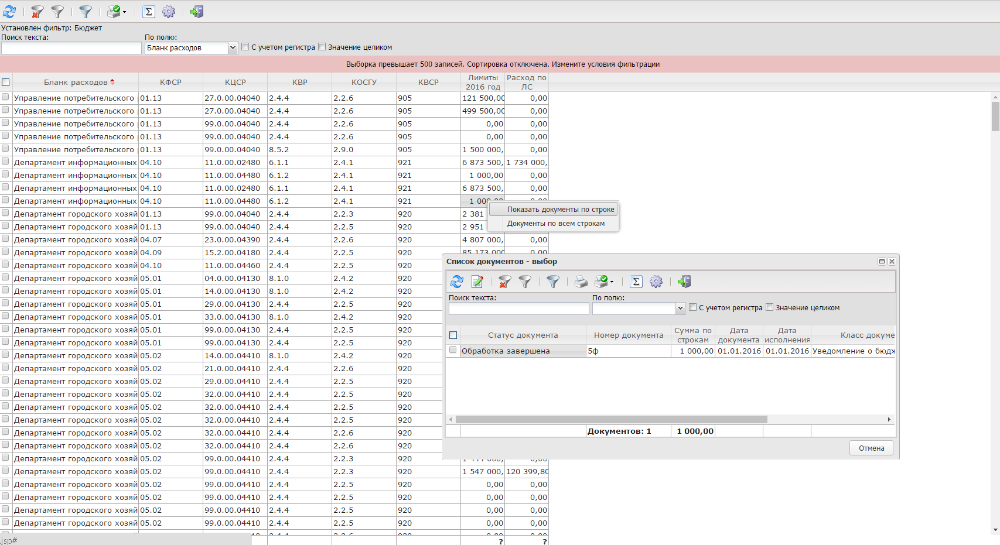 Установлен фильтр: Бюджет
Поиск текста: По полю:
Бланк расходов С учетом регистра Значение целиком
Выборка превышает 500 записей. Сортировка отключена. Измените условия фильтрации
Бланк расходов КФСР КЦСР КВР КОСГУ КВСР Лимиты 2016 год Расход по ЛС
Управление потребительского 01.13 27.0.00.04040 2.4.4 2.2.6 905 121 500,00 0,00
Управление потребительского 01.13 27.0.00.04040 2.4.4 2.2.6 905 499 500,00 0,00
Управление потребительского 01.13 99.0.00.04040 2.4.4 2.2.6 905 0,00 0,00
Управление потребительского 01.13 99.0.00.04040 2.4.4 2.2.6 905 0,00 0,00
Управление потребительского 01.13 99.0.00.04040 8.5.2 2.9.0 905 1 500 000, 0,00
Департамент информационных 04.10 11.0.00.02480 6.1.1 2.4.1 921 6 873 500, 1 734 000,
Департамент информационных 04.10 11.0.00.04480 6.1.2 2.4.1 921 1 000,00 0,00
Департамент информационных 04.10 11.0.00.02480 6.1.1 2.4.1 921 6 873 500, 0,00
Департамент информационных 04.10 11.0.00.04480 6.1.2 2.4.1 921 1 000,00 0,00
Департамент городского хозяй 01.13 99.0.00.04040 2.4.4 2.2.3 920 2 381
Показать документы по строке
Департамент городского хозяй 01.13 99.0.00.04040 2.4.4 2.2.5 920 2 951
Документы по всем строкам
Департамент городского хозяй 04.07 23.0.00.04390 2.4.4 2.2.6 920 4 807 000, 0,00
Департамент городского хозяй 04.09 15.2.00.04180 2.4.4 2.2.5 920 85 173 000 0,00
Департамент городского хозяй 04.10 11.0.00.04460 2.4.4 2.2.5 920
Департамент городского хозяй 05.01 04.0.00.04130 8.1.0 2.4.2 920
Департамент городского хозяй 05.01 14.0.00.04130 8.1.0 2.4.2 920
Департамент городского хозяй 05.01 29.0.00.04130 2.4.4 2.2.5 920
Департамент городского хозяй 05.01 33.0.00.04130 8.1.0 2.4.2 920
Департамент городского хозяй 05.01 99.0.00.04130 2.4.4 2.2.5 920
Департамент городского хозяй 05.01 99.0.00.04130 2.4.4 2.2.5 920
Департамент городского хозяй 05.02 14.0.00.04410 8.1.0 2.4.2 920
Департамент городского хозяй 05.02 21.0.00.04410 2.4.4 2.2.6 920
Департамент городского хозяй 05.02 29.0.00.04410 2.4.4 2.2.5 920
Департамент городского хозяй 05.02 32.0.00.04410 2.4.4 2.2.5 920
Департамент городского хозяй 05.02 32.0.00.04410 2.4.4 2.2.5 920
Департамент городского хозяй 05.02 32.0.00.04410 2.4.4 2.2.5 920
Департамент городского хозяй 05.02 32.0.00.04410 2.4.4 2.2.6 920
Департамент городского хозяй 05.02 32.0.00.04410 2.4.4 2.2.6 920
Департамент городского хозяй 05.02 99.0.00.04410 2.4.4 2.2.3 920
Департамент городского хозяй 05.02 99.0.00.04410 2.4.4 2.2.3 920 1 547 000, 120 399,80
Департамент городского хозяй 05.02 99.0.00.04410 2.4.4 2.2.5 920 0,00 0,00
Департамент городского хозяй 05.02 99.0.00.04410 2.4.4 2.2.5 920 0,00 0,00
Департамент городского хозяй 05.02 99.0.00.04410 2.4.4 2.2.5 920 0,00 0,00
Департамент городского хозяй 05.02 99.0.00.04410 2.4.4 2.2.5 920 0,00 0,00
jsp# ? ?
Список документов - выбор
Поиск текста: По полю:
С учетом регистра Значение целиком
Статус документа Номер документа Сумма по строкам Дата документа Дата исполнения Класс докуме
Обработка завершена 5ф 1 000,00 01.01.2016 01.01.2016 Уведомление о бюдж
Документов: 1 1 000,00
Отмена